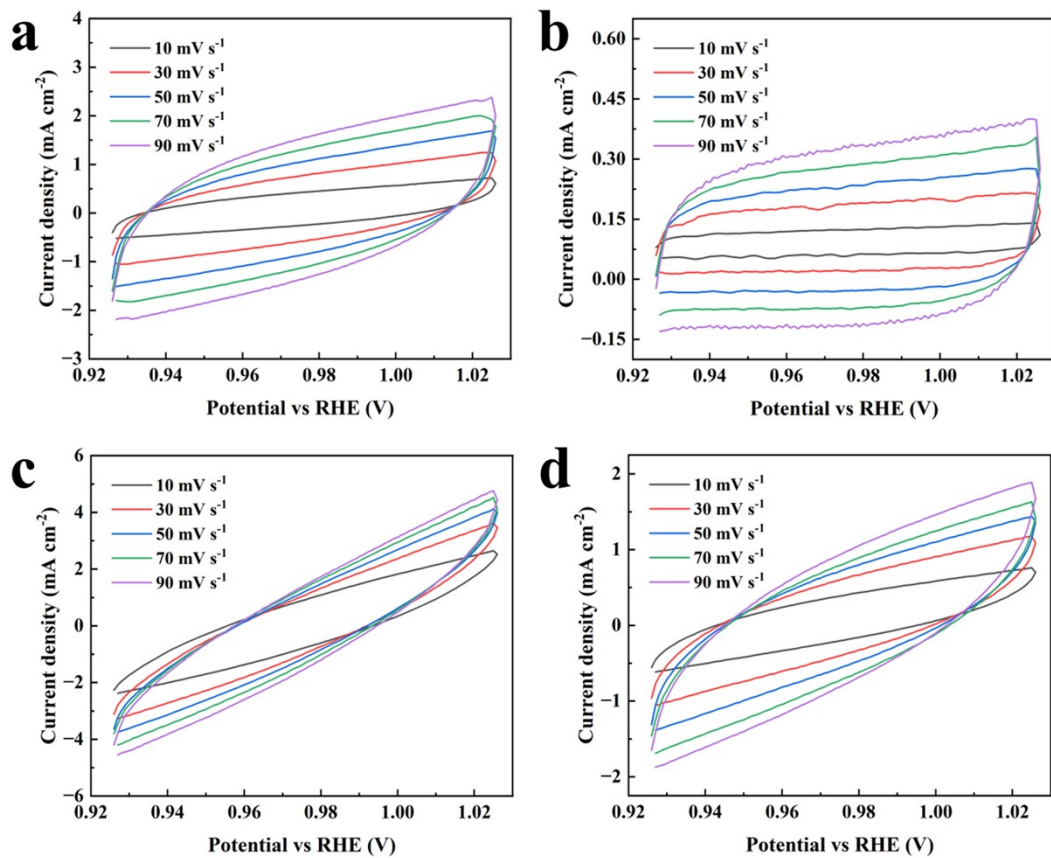 a
4
3
2
1
0
−1
−2
−3
Current density (mA cm⁻²)
10 mV s⁻¹
30 mV s⁻¹
50 mV s⁻¹
70 mV s⁻¹
90 mV s⁻¹
0.92 0.94 0.96 0.98 1.00 1.02
Potential vs RHE (V)
b
0.60
0.45
0.30
0.15
0.00
−0.15
Current density (mA cm⁻²)
10 mV s⁻¹
30 mV s⁻¹
50 mV s⁻¹
70 mV s⁻¹
90 mV s⁻¹
0.92 0.94 0.96 0.98 1.00 1.02
Potential vs RHE (V)
c
6
4
2
0
−2
−4
−6
Current density (mA cm⁻²)
10 mV s⁻¹
30 mV s⁻¹
50 mV s⁻¹
70 mV s⁻¹
90 mV s⁻¹
0.92 0.94 0.96 0.98 1.00 1.02
Potential vs RHE (V)
d
2
1
0
−1
−2
Current density (mA cm⁻²)
10 mV s⁻¹
30 mV s⁻¹
50 mV s⁻¹
70 mV s⁻¹
90 mV s⁻¹
0.92 0.94 0.96 0.98 1.00 1.02
Potential vs RHE (V)